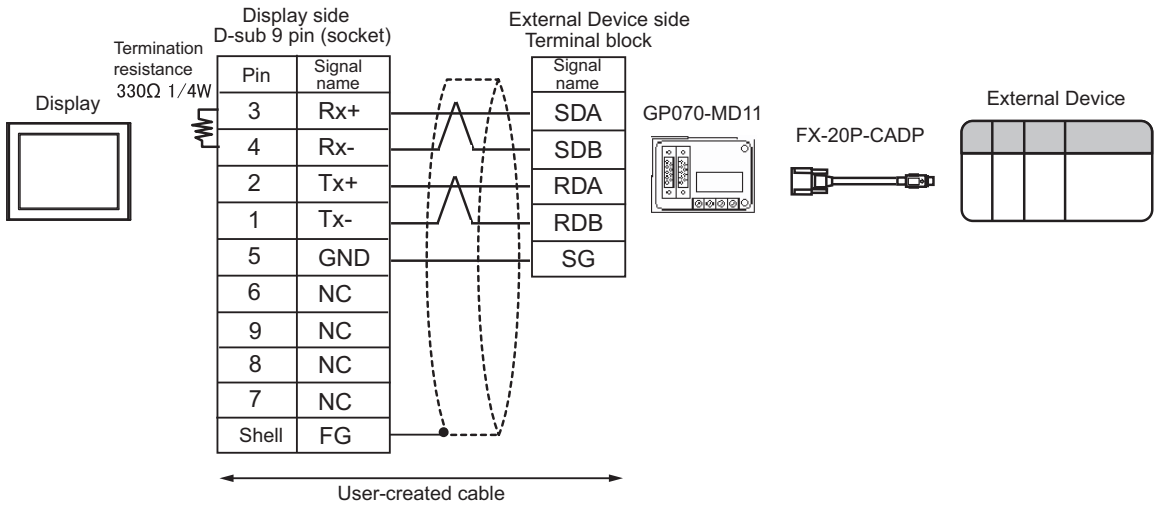 Display side
D-sub 9 pin (socket)
External Device side
Terminal block
Termination
resistance
330Ω 1/4W
Display
Pin Signal name
3 Rx+
4 Rx-
2 Tx+
1 Tx-
5 GND
6 NC
9 NC
8 NC
7 NC
Shell FG
Signal name
SDA
SDB
RDA
RDB
SG
GP070-MD11
FX-20P-CADP
External Device
User-created cable